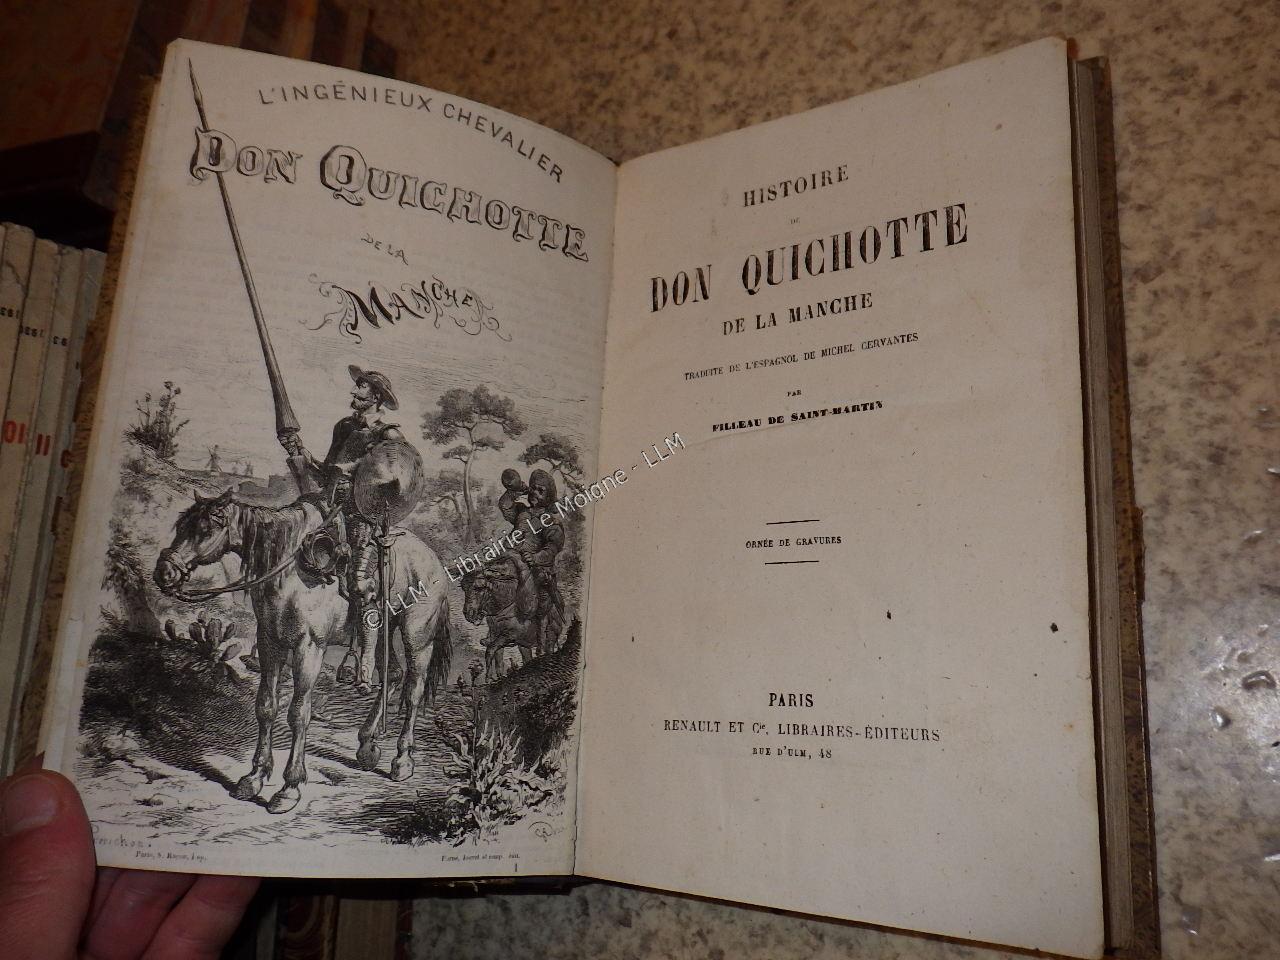 L'INGÉNIEUX CHEVALIER
DON QUICHOTTE
DE LA
MANCHE
HISTOIRE
DE
DON QUICHOTTE
DE LA MANCHE
TRADUITE DE L'ESPAGNOL DE MICHEL CERVANTES
PAR
FILLEAU DE SAINT-MARTIN
ORNÉE DE GRAVURES
PARIS
RENAULT ET Cie, LIBRAIRES-ÉDITEURS
RUE D'ULM, 48
© LLM - Librairie Le Moigne - LLM